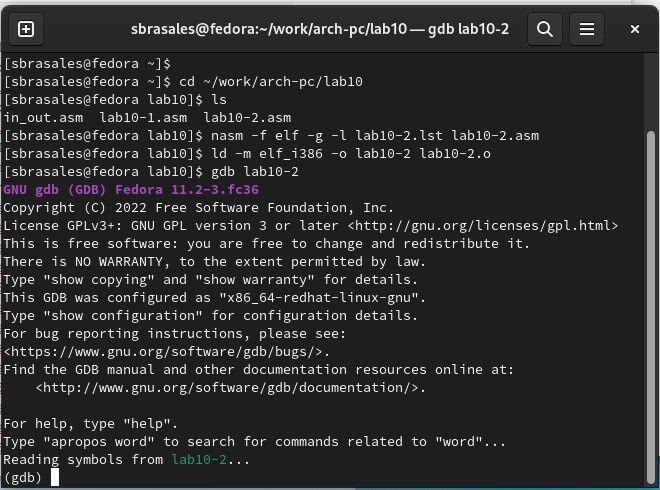 sbrasales@fedora:~/work/arch-pc/lab10 — gdb lab10-2
[sbrasales@fedora ~]$
[sbrasales@fedora ~]$ cd ~/work/arch-pc/lab10
[sbrasales@fedora lab10]$ ls
in_out.asm  lab10-1.asm  lab10-2.asm
[sbrasales@fedora lab10]$ nasm -f elf -g -l lab10-2.lst lab10-2.asm
[sbrasales@fedora lab10]$ ld -m elf_i386 -o lab10-2 lab10-2.o
[sbrasales@fedora lab10]$ gdb lab10-2
GNU gdb (GDB) Fedora 11.2-3.fc36
Copyright (C) 2022 Free Software Foundation, Inc.
License GPLv3+: GNU GPL version 3 or later <http://gnu.org/licenses/gpl.html>
This is free software: you are free to change and redistribute it.
There is NO WARRANTY, to the extent permitted by law.
Type "show copying" and "show warranty" for details.
This GDB was configured as "x86_64-redhat-linux-gnu".
Type "show configuration" for configuration details.
For bug reporting instructions, please see:
<https://www.gnu.org/software/gdb/bugs/>.
Find the GDB manual and other documentation resources online at:
    <http://www.gnu.org/software/gdb/documentation/>.

For help, type "help".
Type "apropos word" to search for commands related to "word"...
Reading symbols from lab10-2...
(gdb)